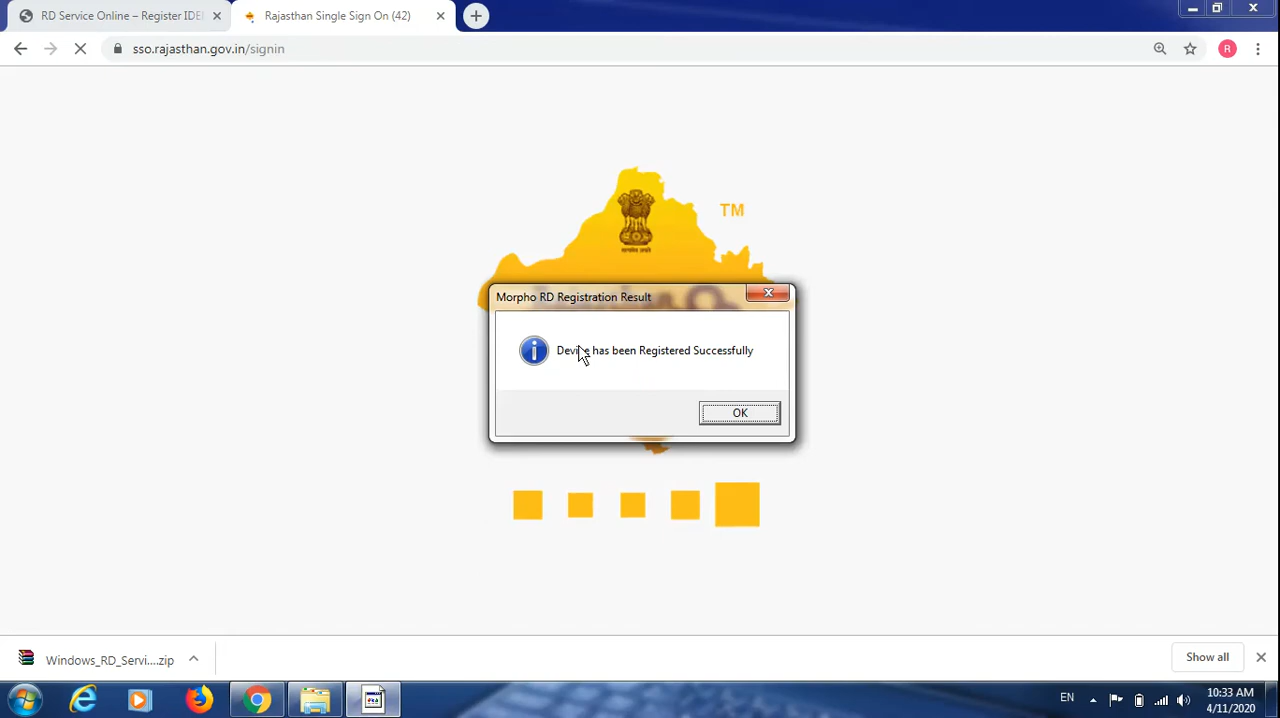 RD Service Online – Register IDE
Rajasthan Single Sign On (42)
sso.rajasthan.gov.in/signin
R
TM
Morpho RD Registration Result
Device has been Registered Successfully
OK
Windows_RD_Servi....zip
Show all
EN
10:33 AM
4/11/2020